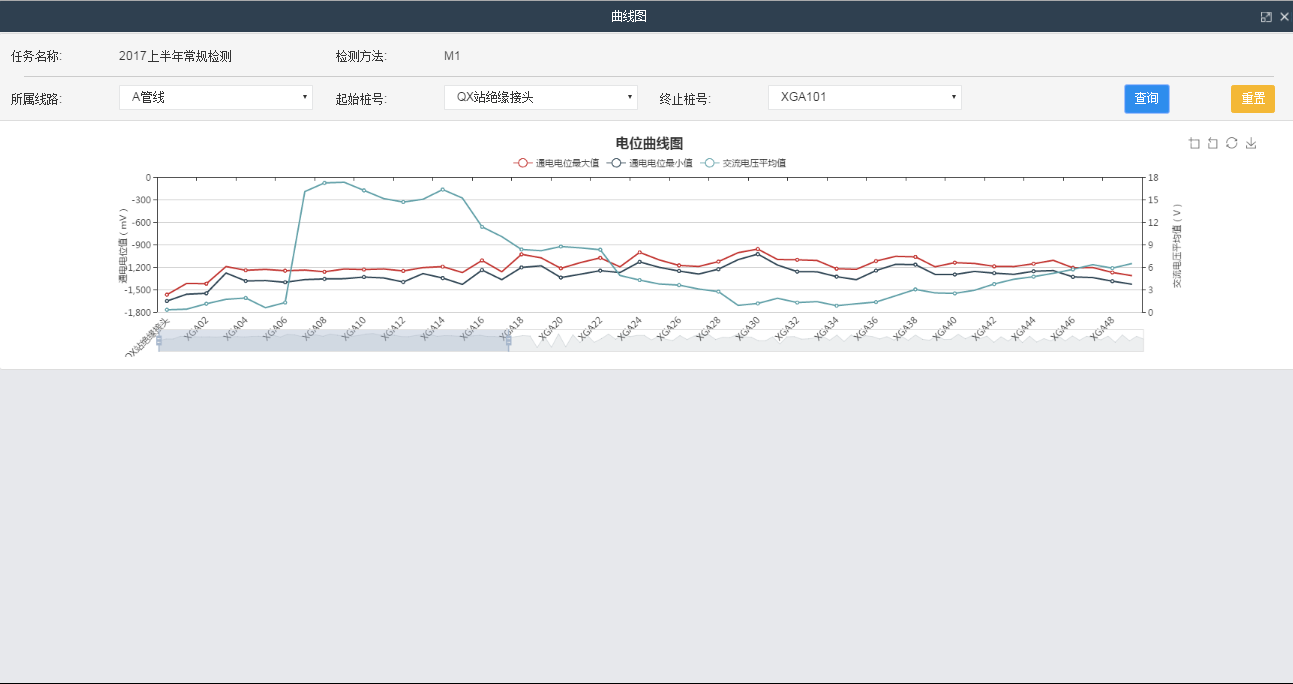 曲线图
任务名称: 2017上半年常规检测 检测方法: M1
所属线路: A管线 起始桩号: QX站绝缘接头 终止桩号: XGA101 查询 重置
电位曲线图
通电电位最大值 通电电位最小值 交流电压平均值
通电电位值（mV）
0
-300
-600
-900
-1,200
-1,500
-1,800
18
15
12
9
6
3
0
交流电压平均值（V）
QX站绝缘接头 XGA02 XGA04 XGA06 XGA08 XGA10 XGA12 XGA14 XGA16 XGA18 XGA20 XGA22 XGA24 XGA26 XGA28 XGA30 XGA32 XGA34 XGA36 XGA38 XGA40 XGA42 XGA44 XGA46 XGA48